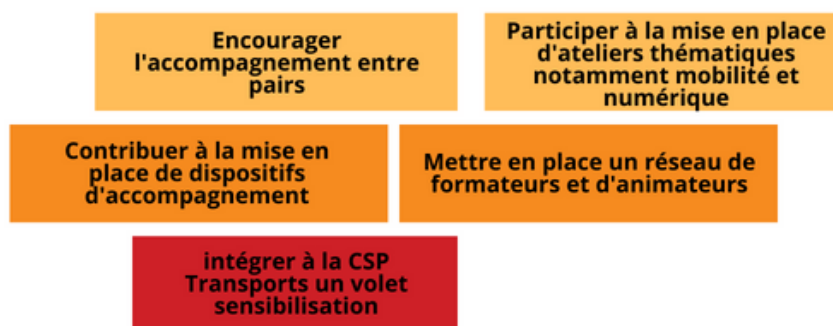 Encourager
l'accompagnement entre
pairs
Participer à la mise en place
d'ateliers thématiques
notamment mobilité et
numérique
Contribuer à la mise en
place de dispositifs
d'accompagnement
Mettre en place un réseau de
formateurs et d'animateurs
intégrer à la CSP
Transports un volet
sensibilisation